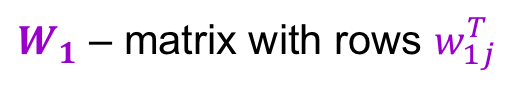 W₁ – matrix with rows w₁ⱼᵀ